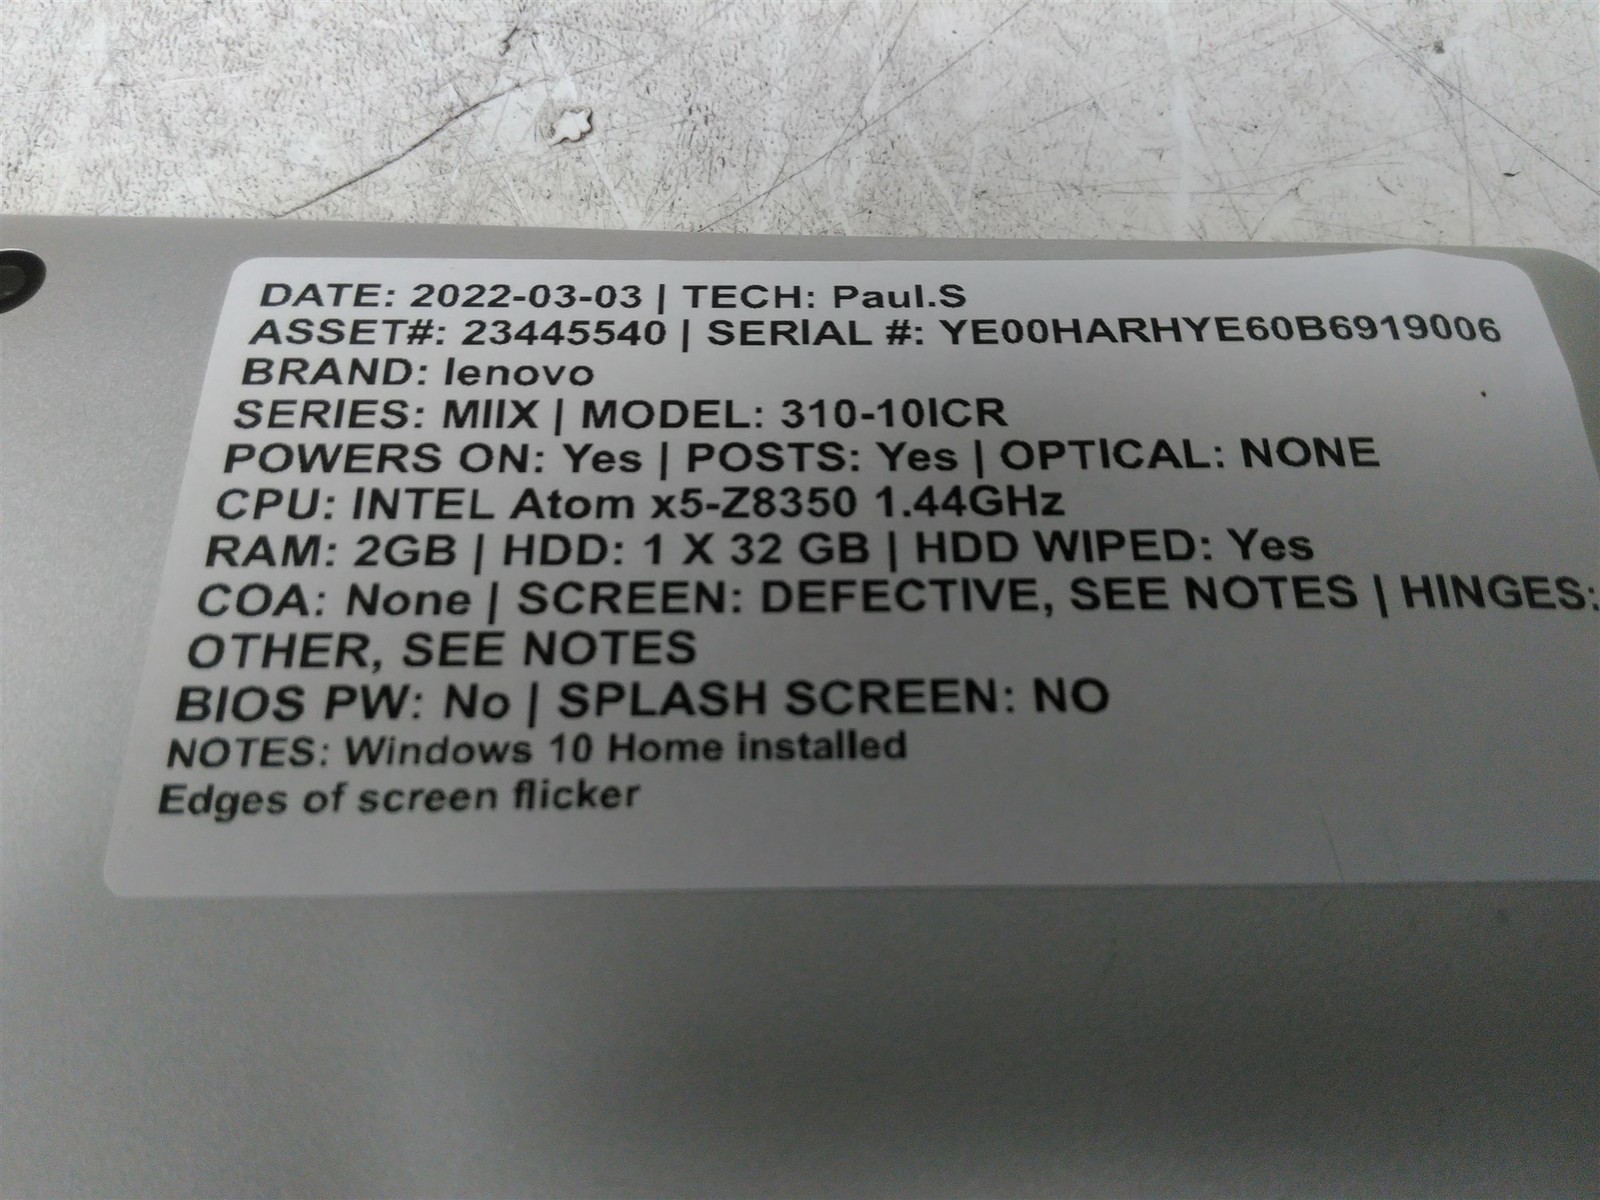 DATE: 2022-03-03 | TECH: Paul.S
ASSET#: 23445540 | SERIAL #: YE00HARHYE60B6919006
BRAND: lenovo
SERIES: MIIX | MODEL: 310-10ICR
POWERS ON: Yes | POSTS: Yes | OPTICAL: NONE
CPU: INTEL Atom x5-Z8350 1.44GHz
RAM: 2GB | HDD: 1 X 32 GB | HDD WIPED: Yes
COA: None | SCREEN: DEFECTIVE, SEE NOTES | HINGES:
OTHER, SEE NOTES
BIOS PW: No | SPLASH SCREEN: NO
NOTES: Windows 10 Home installed
Edges of screen flicker